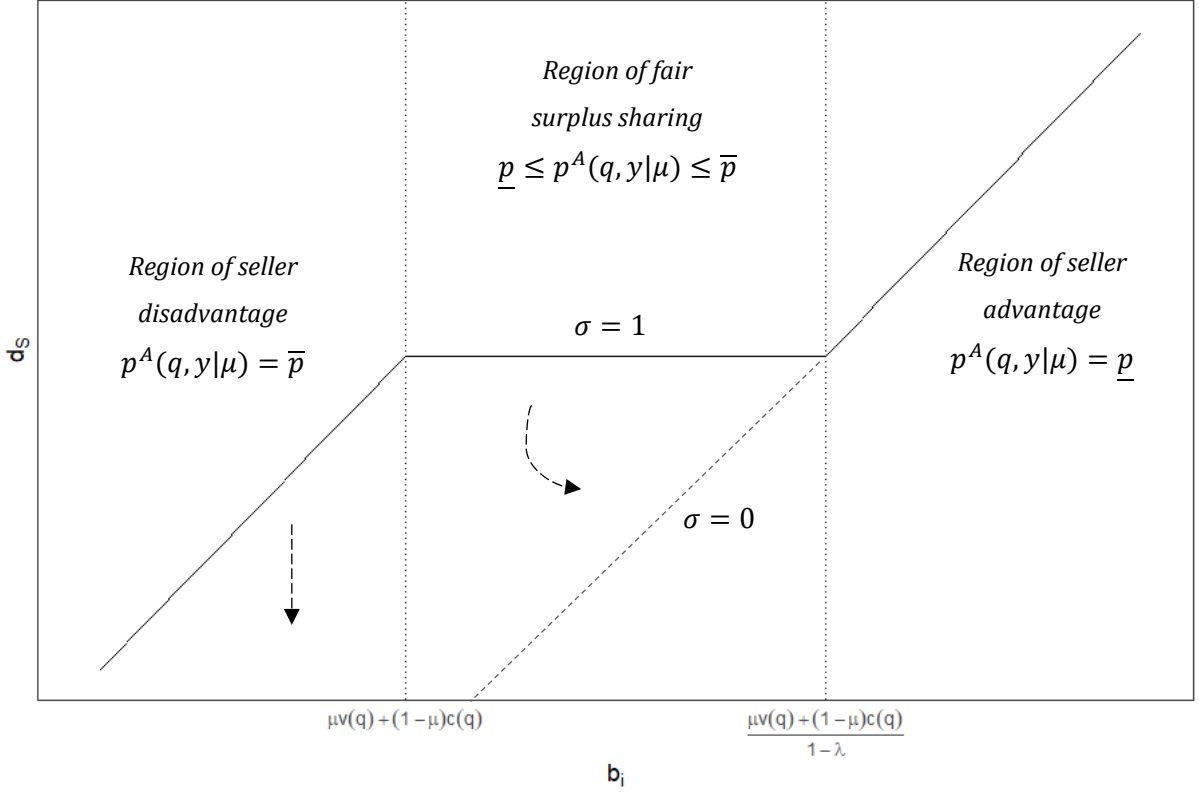 Region of fair
surplus sharing
p ≤ p^A(q, y|μ) ≤ p̅
Region of seller
disadvantage
p^A(q, y|μ) = p̅
Region of seller
advantage
p^A(q, y|μ) = p̲
σ = 1
σ = 0
d_S
μv(q) + (1 − μ)c(q)
μv(q) + (1 − μ)c(q)
1 − λ
b_i